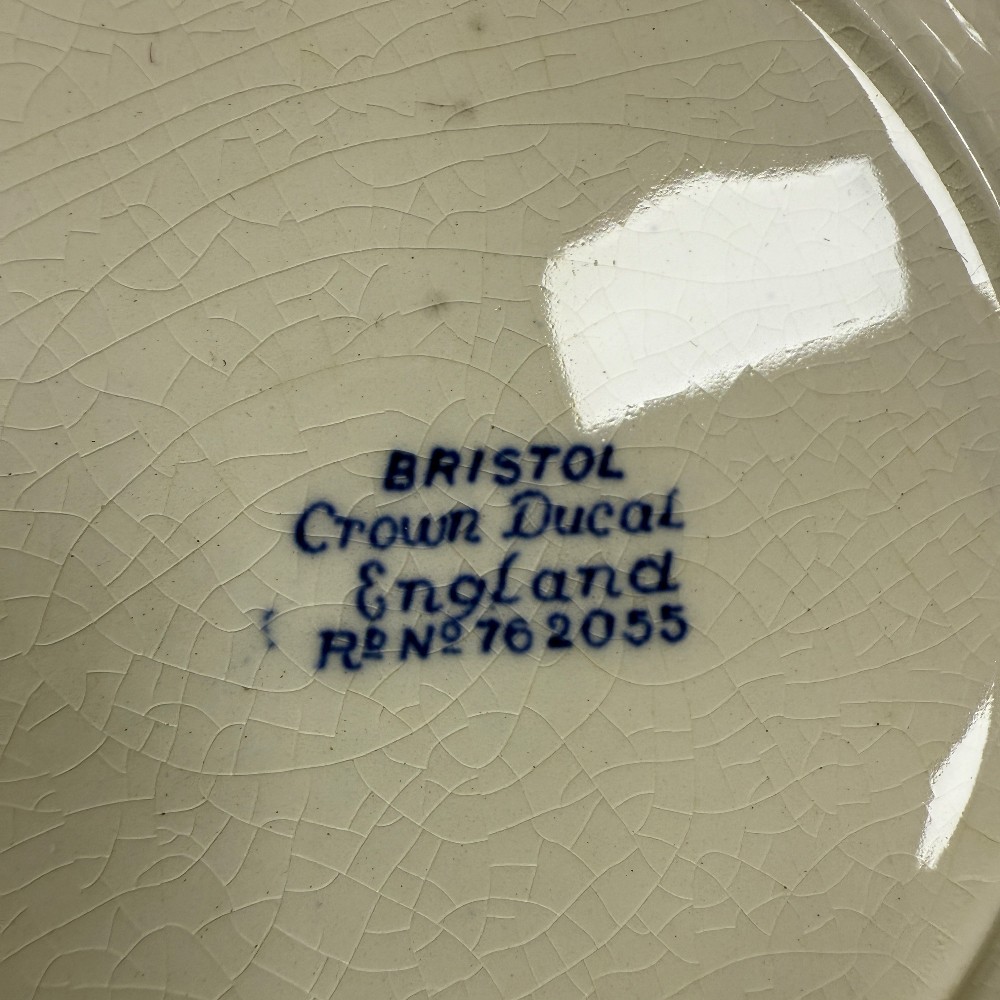 BRISTOL
Crown Ducal
England
Rᴰ Nº 762055